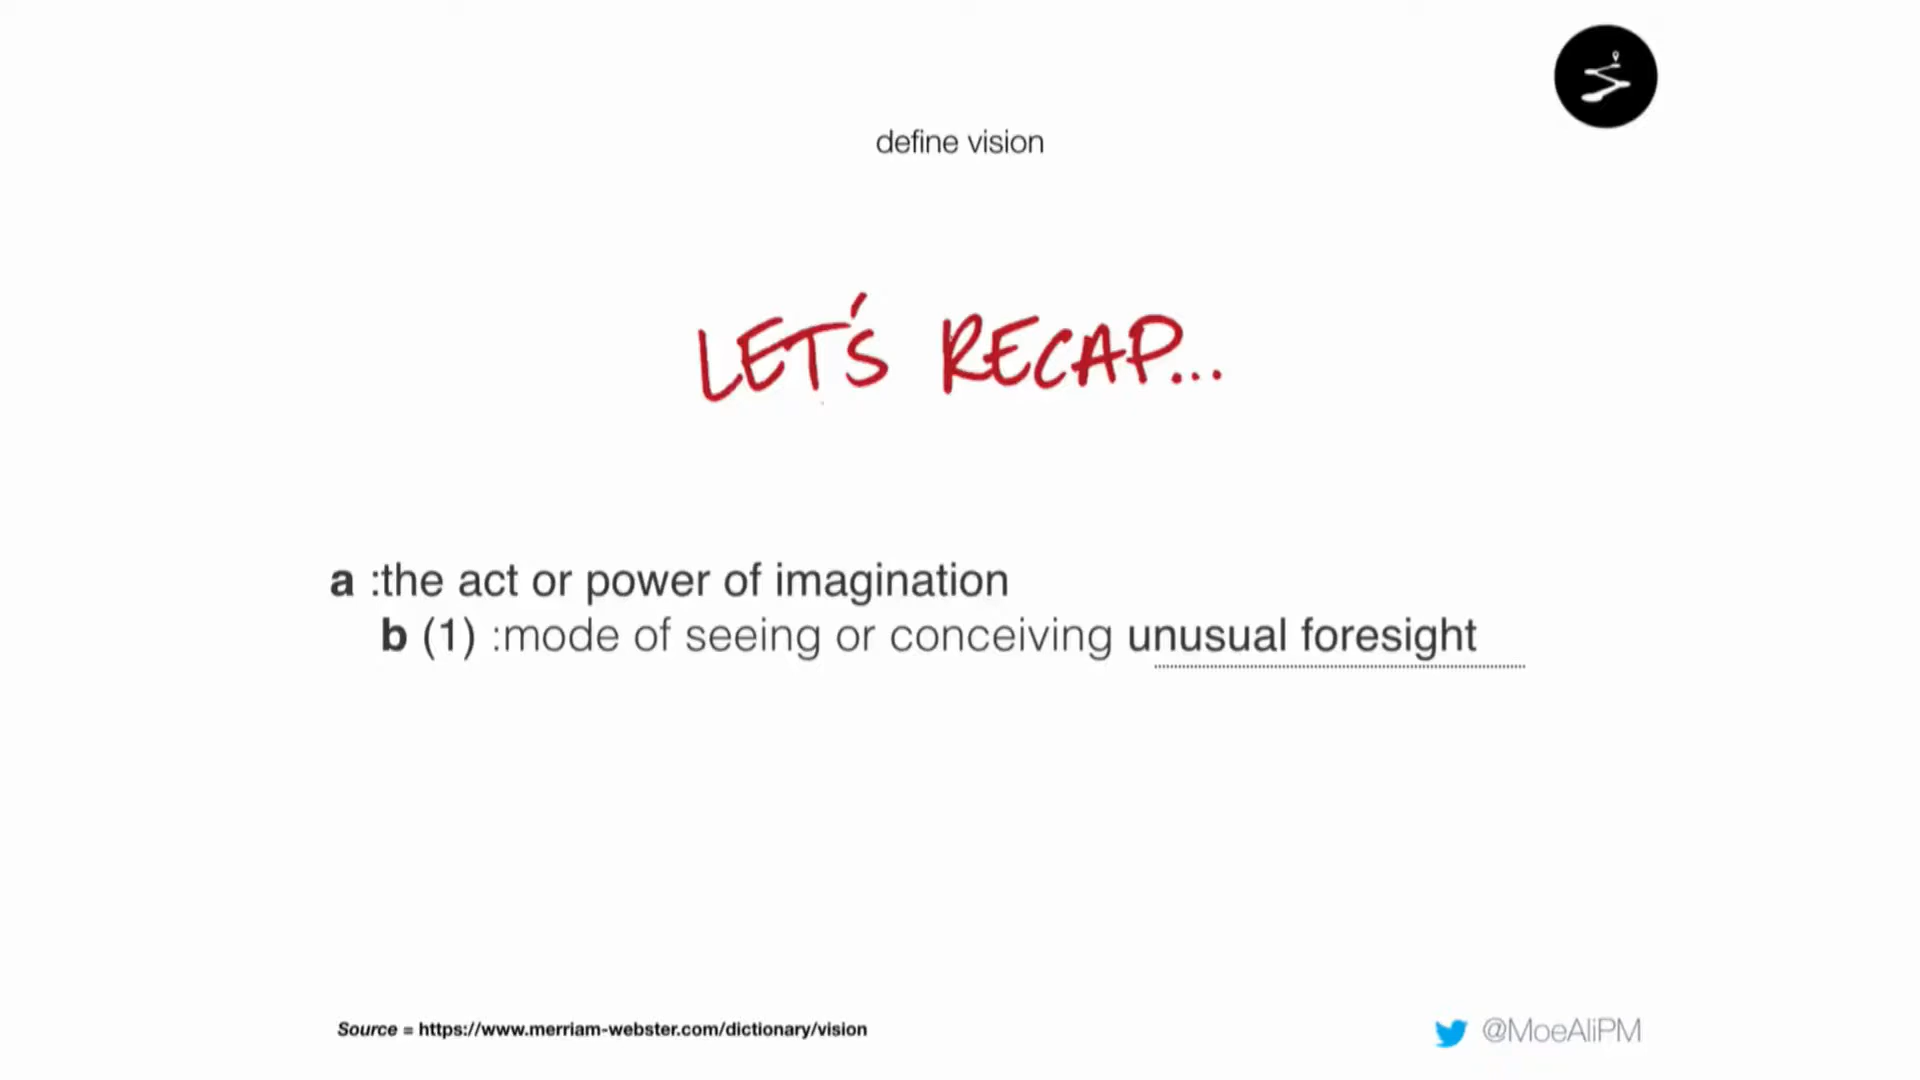 define vision
LET'S RECAP...
a :the act or power of imagination
b (1) :mode of seeing or conceiving unusual foresight
Source = https://www.merriam-webster.com/dictionary/vision
@MoeAliPM